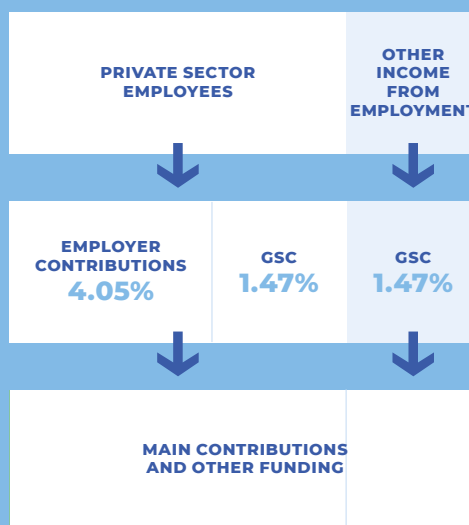 PRIVATE SECTOR
EMPLOYEES
OTHER
INCOME
FROM
EMPLOYMENT
EMPLOYER
CONTRIBUTIONS
4.05%
GSC
1.47%
GSC
1.47%
MAIN CONTRIBUTIONS
AND OTHER FUNDING